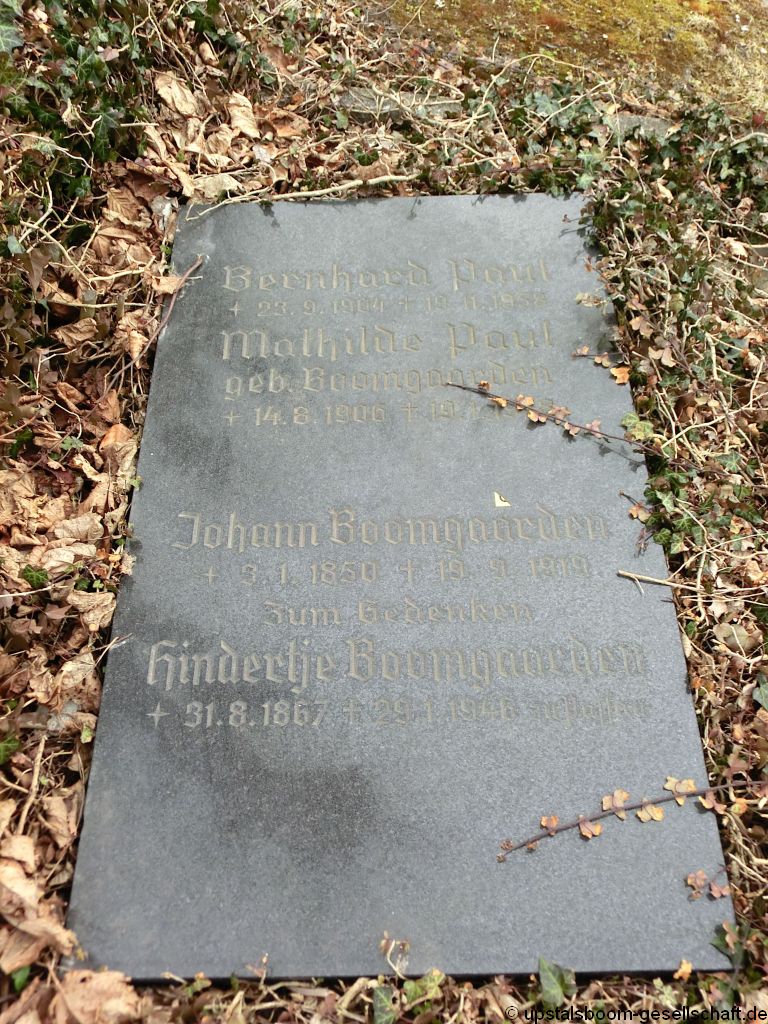 Bernhard Paul
+ 23.9.1904 + 19.11.1958
Mathilde Paul
geb. Boomgaarden
+ 14.8.1906 +
Johann Boomgaarden
+ 3.1.1850 + 19.9.1919
Zum Gedenken
Hindertje Boomgaarden
+ 31.8.1867 + 29.1.1946
© upstalsboom-gesellschaft.de